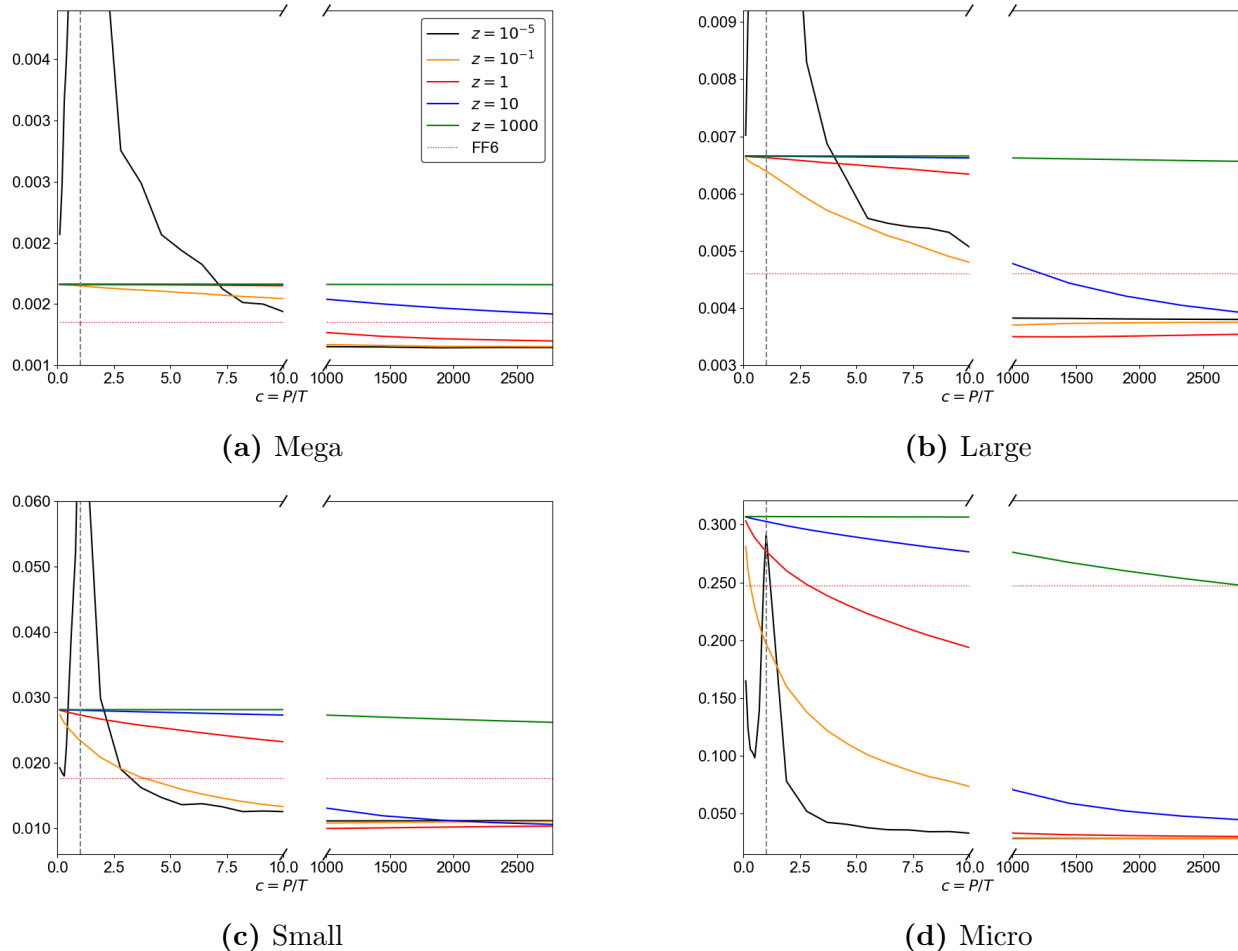 0.004
0.003
0.003
0.002
0.002
0.001
0.0 2.5 5.0 7.5 10.0 1000 1500 2000 2500
c = P/T
z = 10⁻⁵
z = 10⁻¹
z = 1
z = 10
z = 1000
FF6
(a) Mega
0.009
0.008
0.007
0.006
0.005
0.004
0.003
0.0 2.5 5.0 7.5 10.0 1000 1500 2000 2500
c = P/T
(b) Large
0.060
0.050
0.040
0.030
0.020
0.010
0.0 2.5 5.0 7.5 10.0 1000 1500 2000 2500
c = P/T
(c) Small
0.300
0.250
0.200
0.150
0.100
0.050
0.0 2.5 5.0 7.5 10.0 1000 1500 2000 2500
c = P/T
(d) Micro